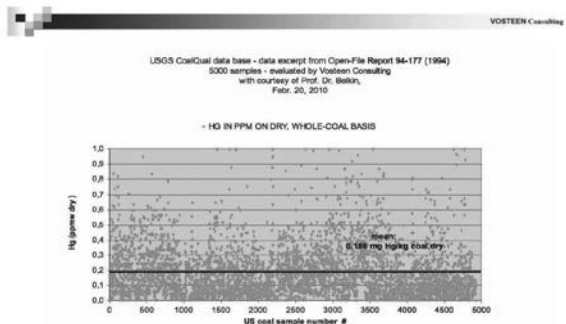 VOSTEEN Consulting
USGS CoalQual data base - data excerpt from Open-File Report 94-177 (1994)
5000 samples - evaluated by Vosteen Consulting
with courtesy of Prof. Dr. Belkin,
Febr. 20, 2010
HG IN PPM ON DRY, WHOLE-COAL BASIS
Hg (ppmw dry)
1,0
0,9
0,8
0,7
0,6
0,5
0,4
0,3
0,2
0,1
0,0
mean:
mg Hg/kg coal,dry
0 500 1000 1500 2000 2500 3000 3500 4000 4500 5000
US coal sample number #